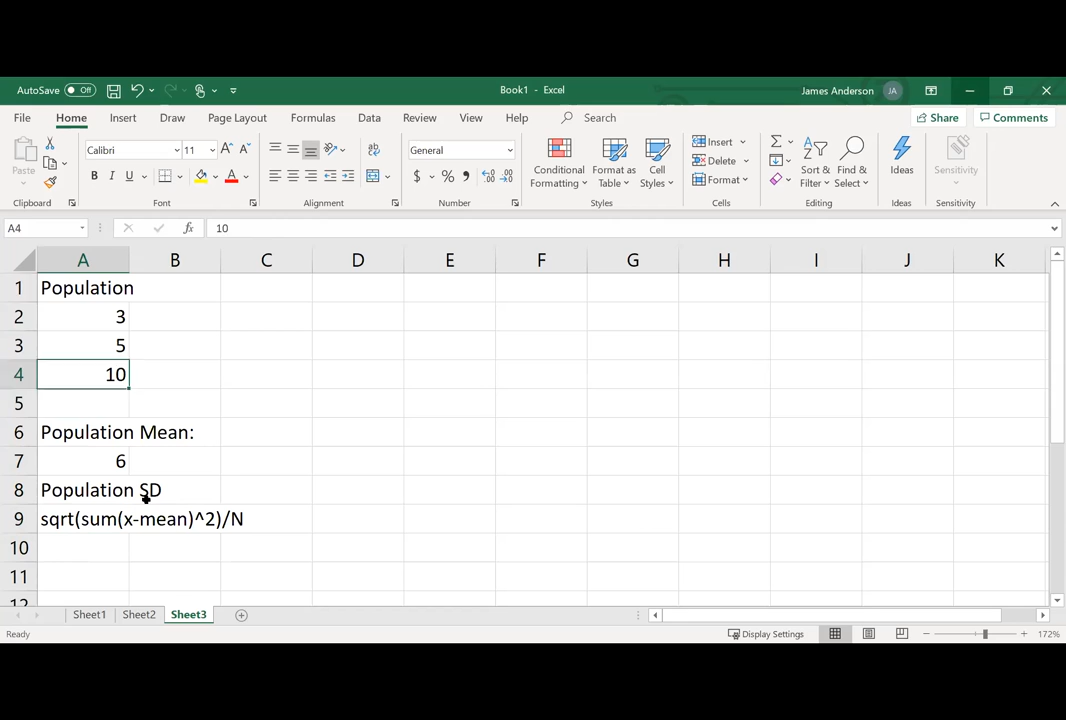 AutoSave Off Book1 - Excel James Anderson JA
File Home Insert Draw Page Layout Formulas Data Review View Help Search Share Comments
Paste
Clipboard
Calibri 11 A A
B I U A
Font
Alignment
General
$ % 9
Number
Conditional Formatting
Format as Table
Cell Styles
Styles
Insert
Delete
Format
Cells
Sort & Filter
Find & Select
Editing
Ideas
Ideas
Sensitivity
Sensitivity
A4 fx 10
A B C D E F G H I J K
1 Population
2 3
3 5
4 10
5
6 Population Mean:
7 6
8 Population SD
9 sqrt(sum(x-mean)^2)/N
10
11
12
Sheet1 Sheet2 Sheet3
Ready Display Settings 172%